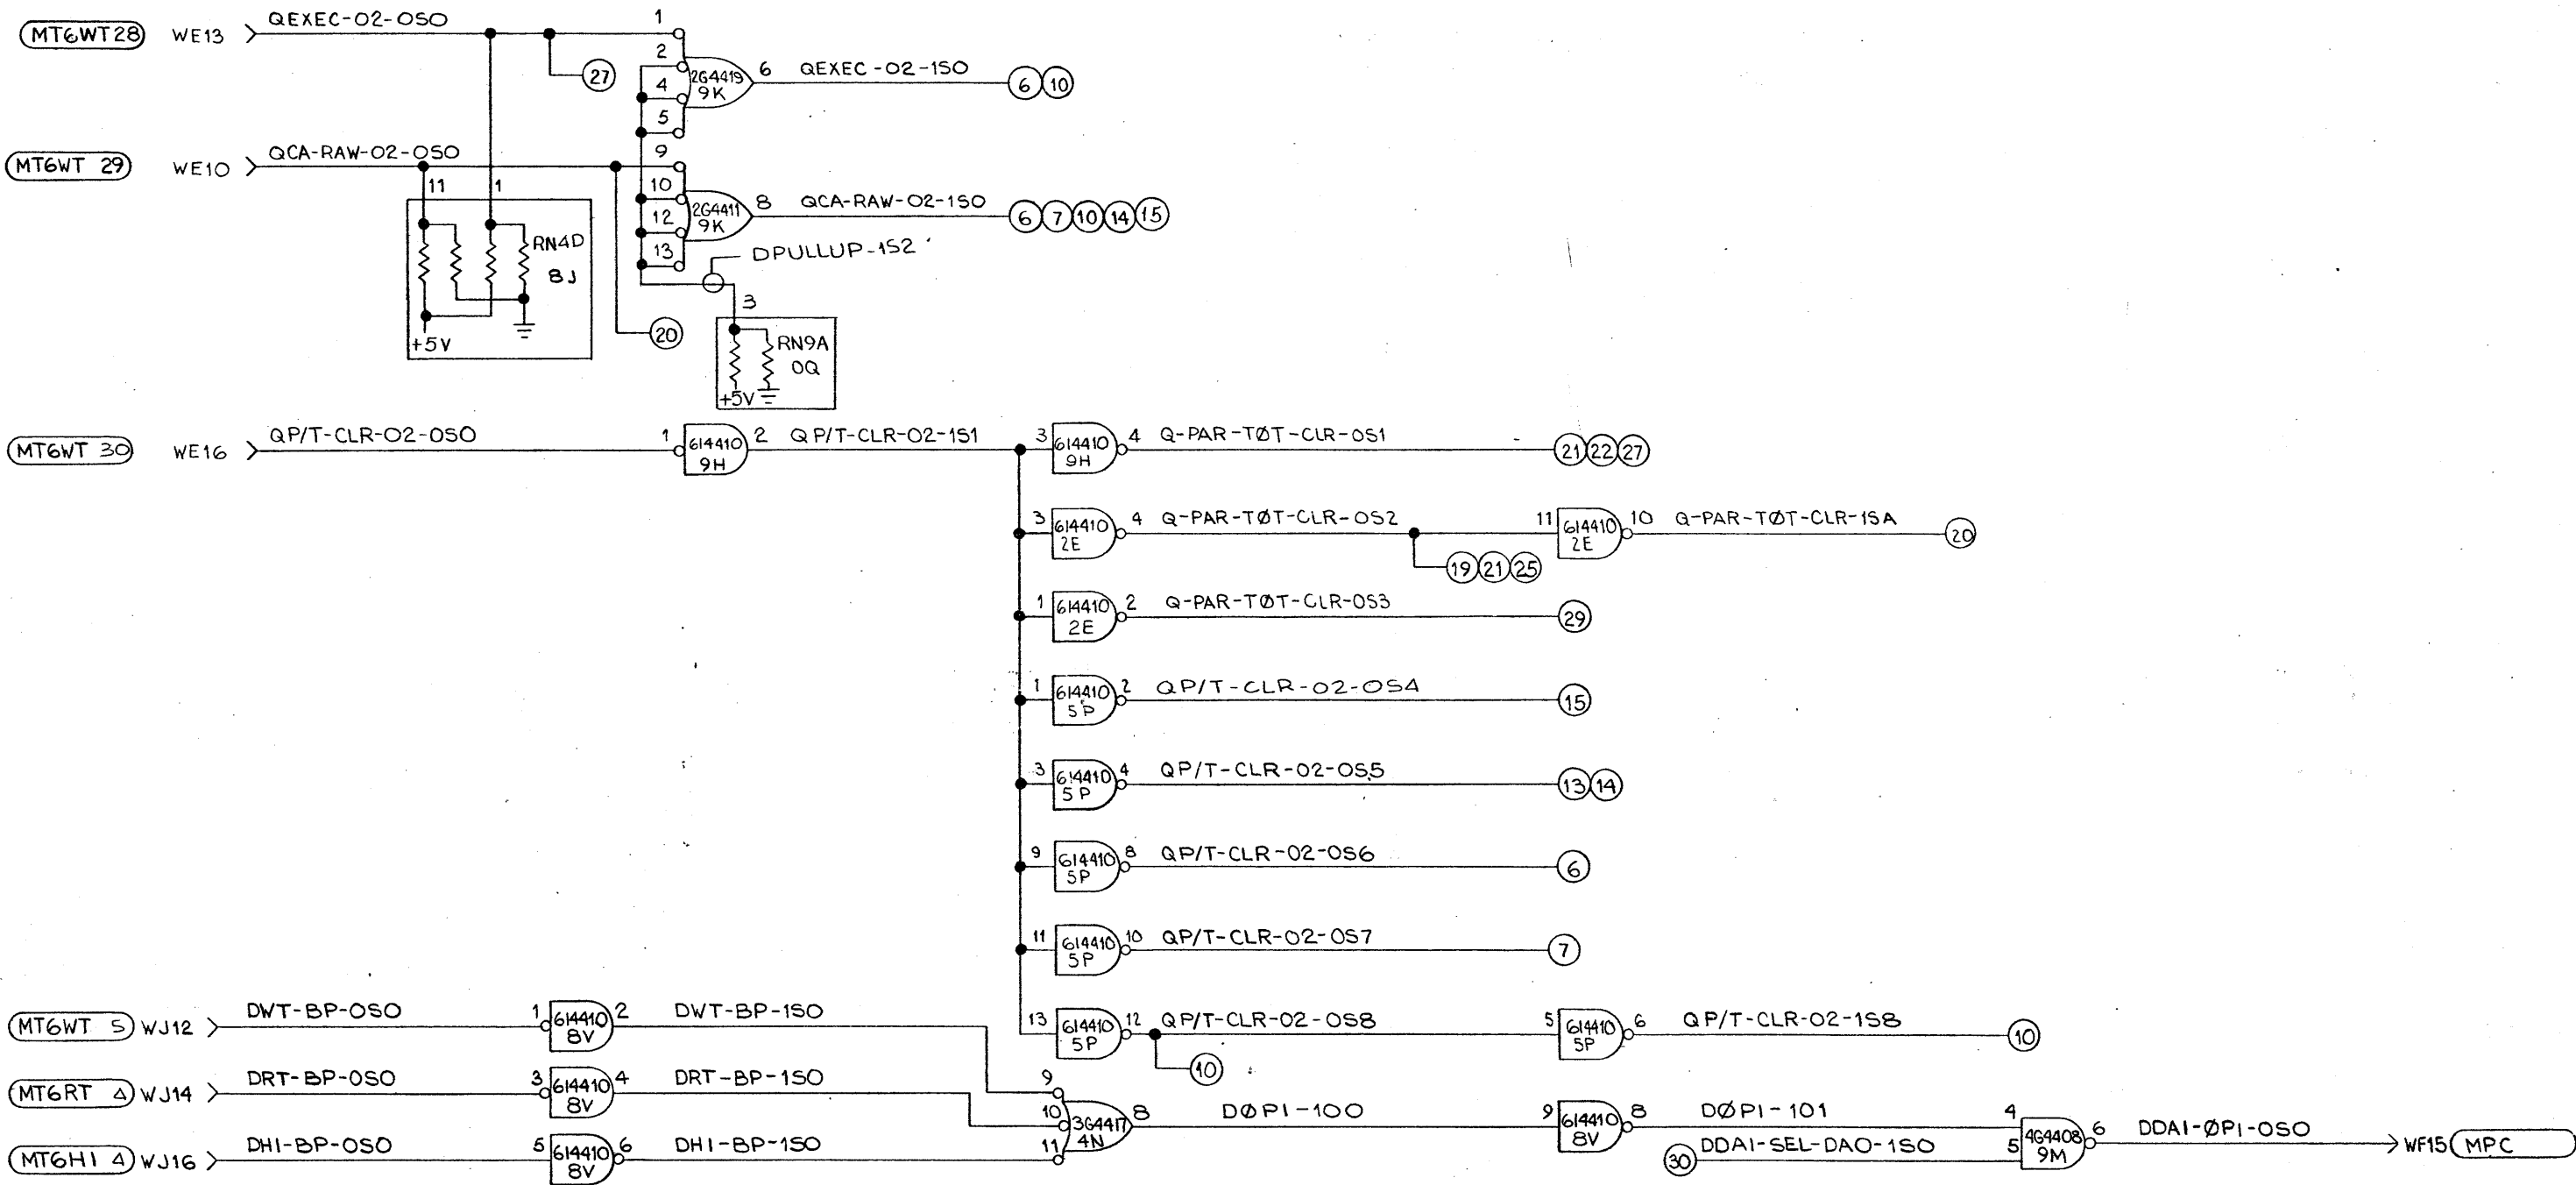 MT6WT28 WE13 QEXEC-02-0S0 1
2
27 2G4419 9K 6 QEXEC-02-1S0 6 10
4
5
MT6WT 29 WE10 QCA-RAW-02-0S0 9
11 1 10
2G4411 9K 8 QCA-RAW-02-1S0 6 7 10 14 15
12
13
RN4D 8J
DPULLUP-1S2
3
+5V
20
RN9A 0Q
+5V
MT6WT 30 WE16 QP/T-CLR-02-0S0 1 614410 9H 2 QP/T-CLR-02-1S1 3 614410 9H 4 Q-PAR-TØT-CLR-0S1 21 22 27
3 614410 2E 4 Q-PAR-TØT-CLR-0S2 11 614410 2E 10 Q-PAR-TØT-CLR-1SA 20
19 21 25
1 614410 2E 2 Q-PAR-TØT-CLR-0S3 29
1 614410 5P 2 QP/T-CLR-02-0S4 15
3 614410 5P 4 QP/T-CLR-02-0S5 13 14
9 614410 5P 8 QP/T-CLR-02-0S6 6
11 614410 5P 10 QP/T-CLR-02-0S7 7
13 614410 5P 12 QP/T-CLR-02-0S8 5 614410 5P 6 QP/T-CLR-02-1S8 10
10
MT6WT 5 WJ12 DWT-BP-0S0 1 614410 8V 2 DWT-BP-1S0 9
MT6RT 4 WJ14 DRT-BP-0S0 3 614410 8V 4 DRT-BP-1S0 10
3G4417 4N 8 DØPI-100 9 614410 8V 8 DØPI-101 4
MT6HI 4 WJ16 DHI-BP-0S0 5 614410 8V 6 DHI-BP-1S0 11
30 DDAI-SEL-DAO-1S0 5 4G4408 9M 6 DDAI-ØPI-0S0 WF15 MPC